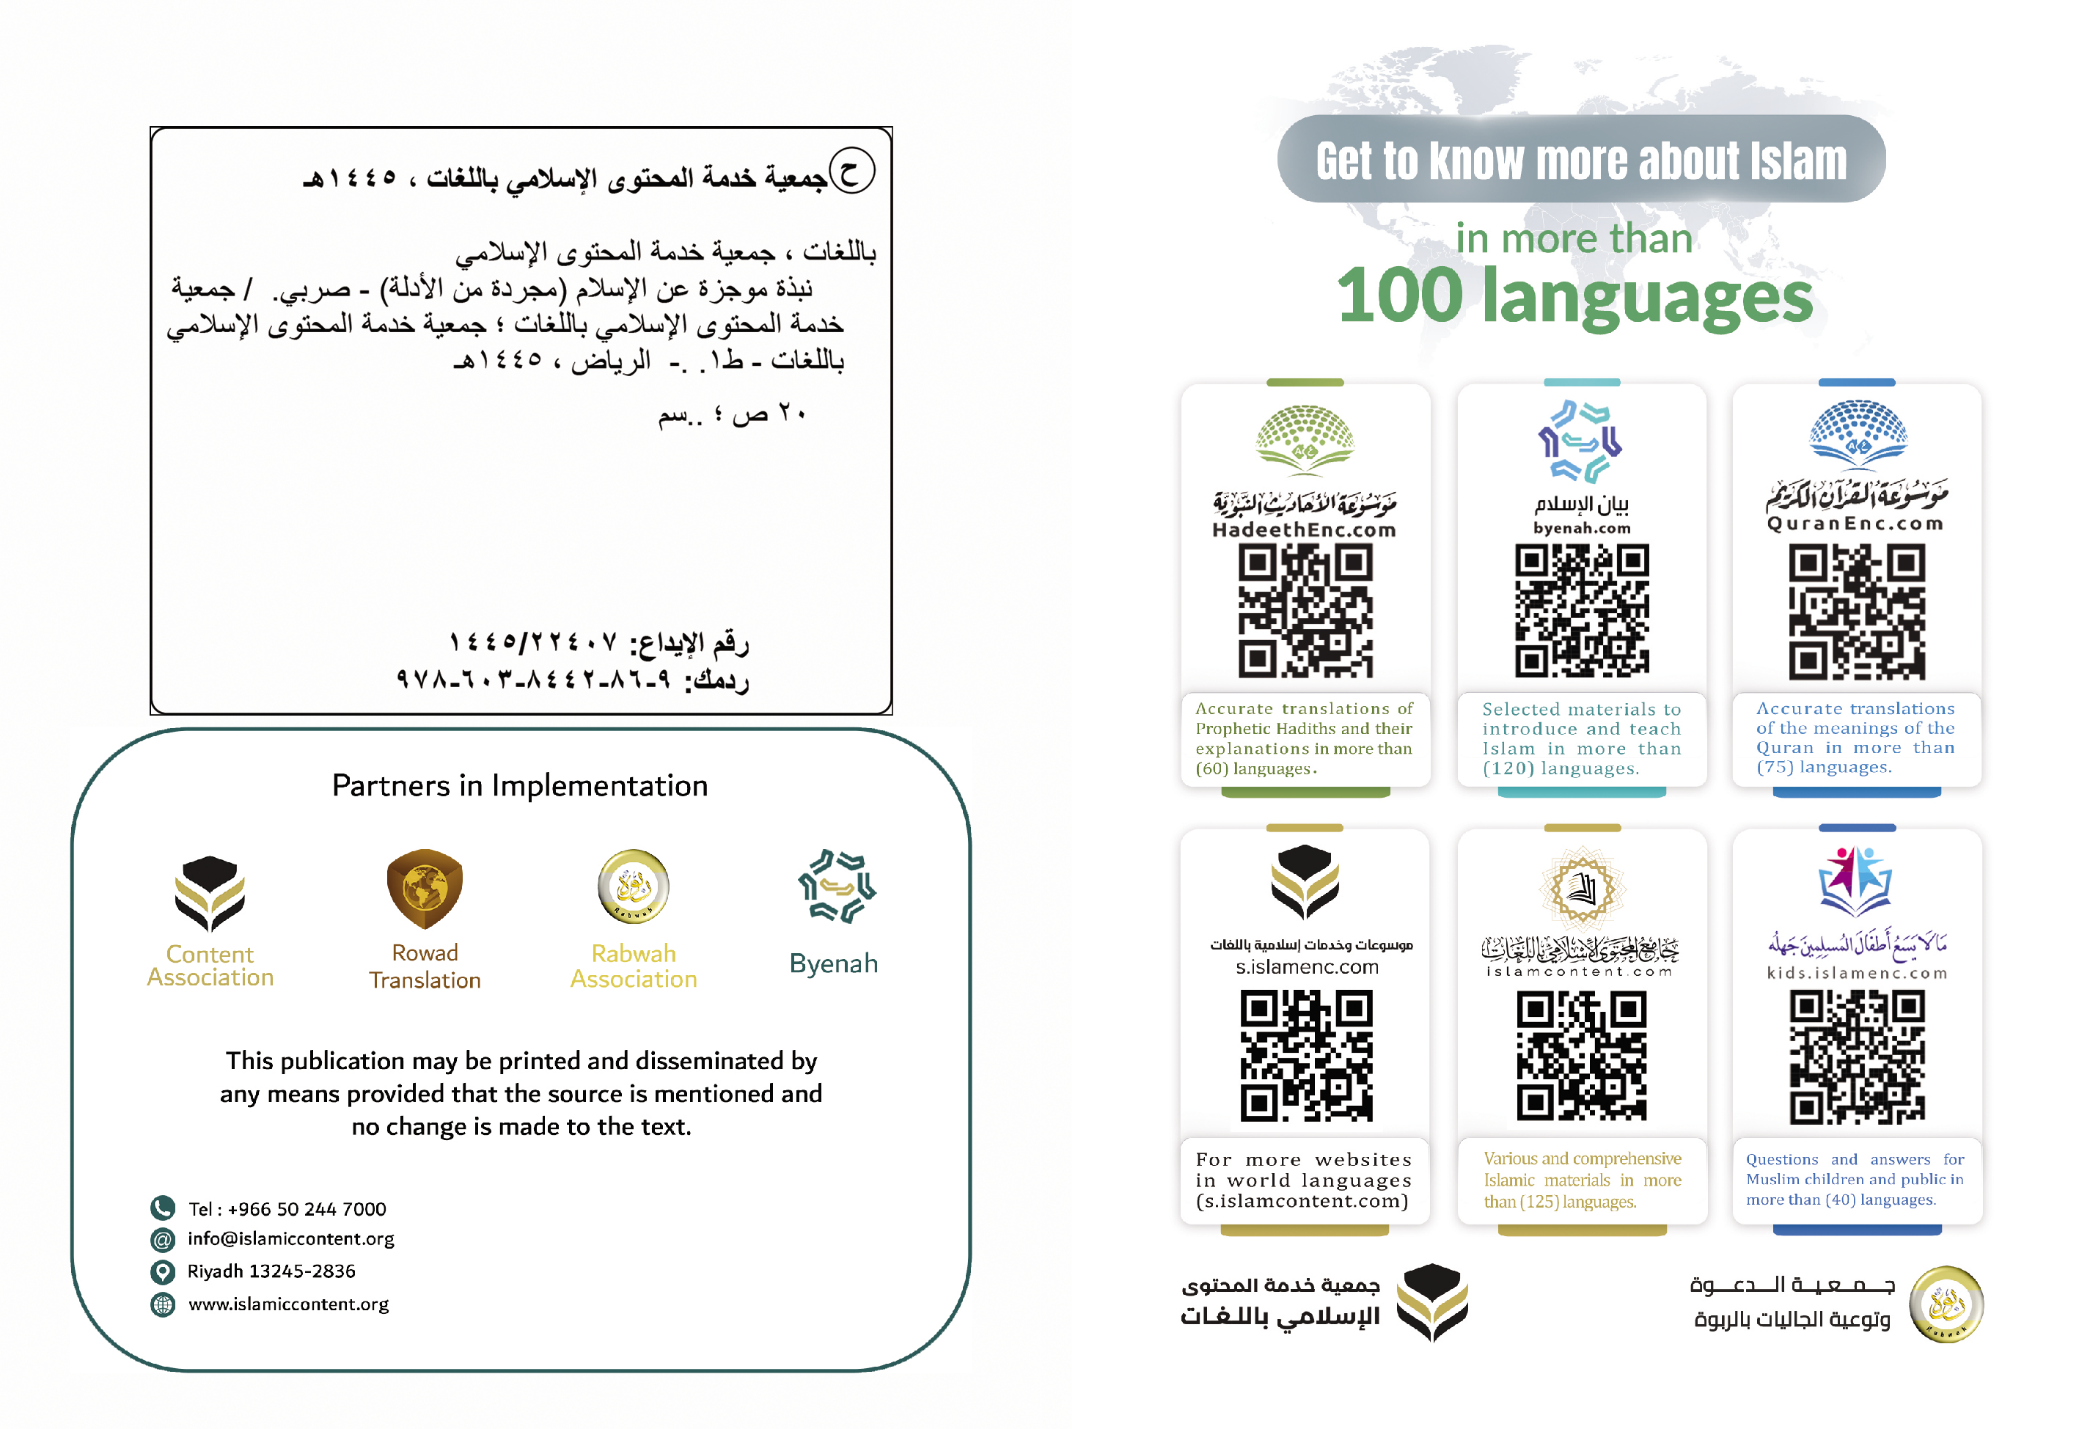 ح جمعية خدمة المحتوى الإسلامي باللغات ، ١٤٤٥هـ
باللغات ، جمعية خدمة المحتوى الإسلامي
نبذة موجزة عن الإسلام (مجردة من الأدلة) - صربي. / جمعية
خدمة المحتوى الإسلامي باللغات ؛ جمعية خدمة المحتوى الإسلامي
باللغات - ط١. .- الرياض ، ١٤٤٥هـ
٢٠ ص ؛ ..سم
رقم الإيداع: ١٤٤٥/٢٢٤٠٧
ردمك: ٩-٨٦-٨٤٤٢-٦٠٣-٩٧٨
Partners in Implementation
Content
Association
Rowad
Translation
Rabwah
Association
Byenah
This publication may be printed and disseminated by
any means provided that the source is mentioned and
no change is made to the text.
Tel : +966 50 244 7000
info@islamiccontent.org
Riyadh 13245-2836
www.islamiccontent.org
Get to know more about Islam
in more than
100 languages
موسوعة الأحاديث النبوية
HadeethEnc.com
Accurate translations of
Prophetic Hadiths and their
explanations in more than
(60) languages.
بيان الإسلام
byenah.com
Selected materials to
introduce and teach
Islam in more than
(120) languages.
موسوعة القرآن الكريم
QuranEnc.com
Accurate translations
of the meanings of the
Quran in more than
(75) languages.
موسوعات وخدمات إسلامية باللغات
s.islamenc.com
For more websites
in world languages
(s.islamcontent.com)
جامع المحتوى الإسلامي باللغات
islamcontent.com
Various and comprehensive
Islamic materials in more
than (125) languages.
مَا لَا يَسَعُ أَطْفَالَ المُسلِمِينَ جَهلُه
kids.islamenc.com
Questions and answers for
Muslim children and public in
more than (40) languages.
جمعية خدمة المحتوى
الإسلامي باللغات
جـمـعـيـة الـــدعـــوة
وتوعية الجاليات بالربوة